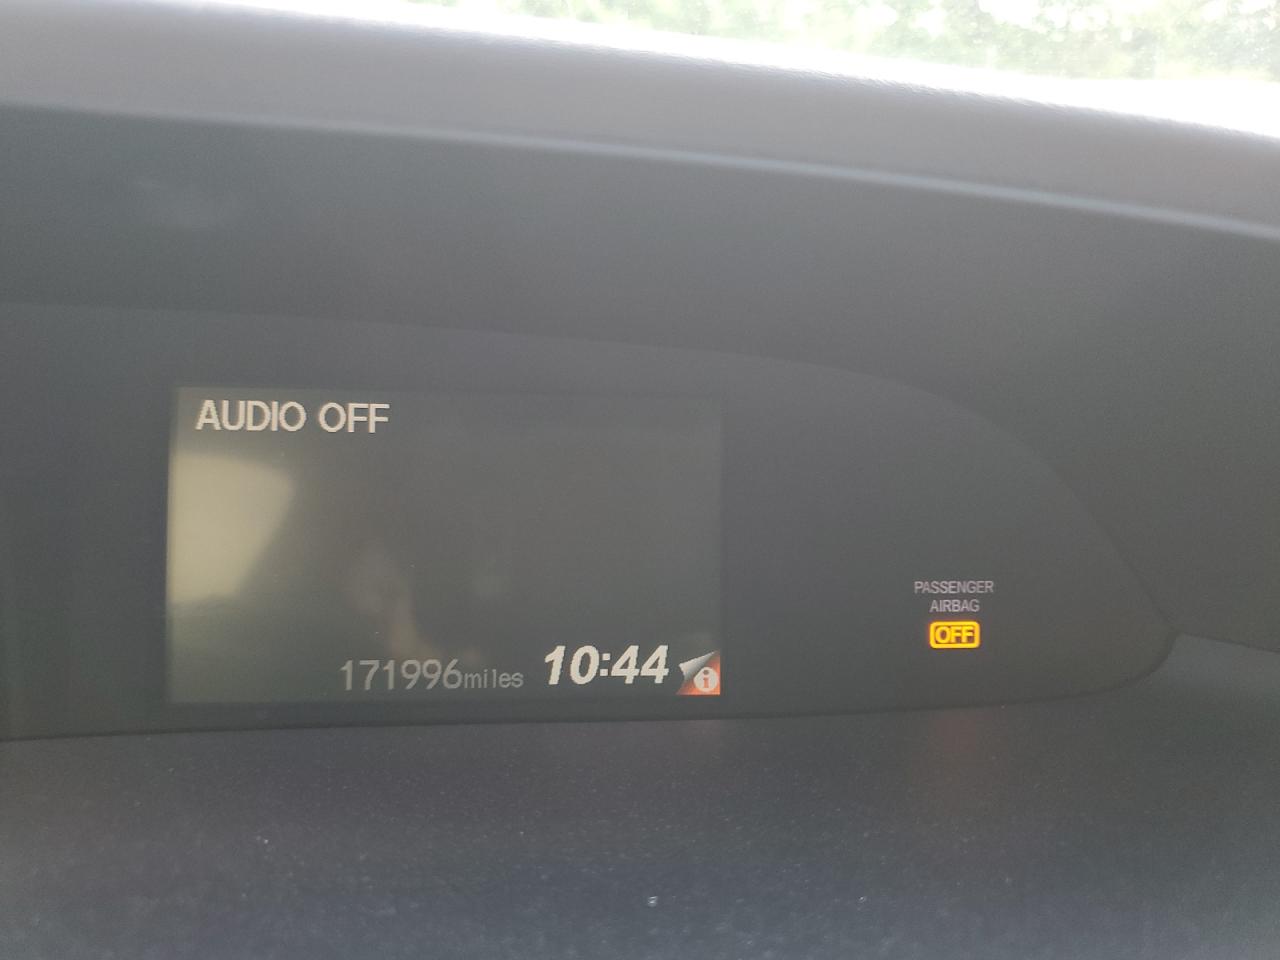 AUDIO OFF
171996miles 10:44
i
PASSENGER
AIRBAG
OFF